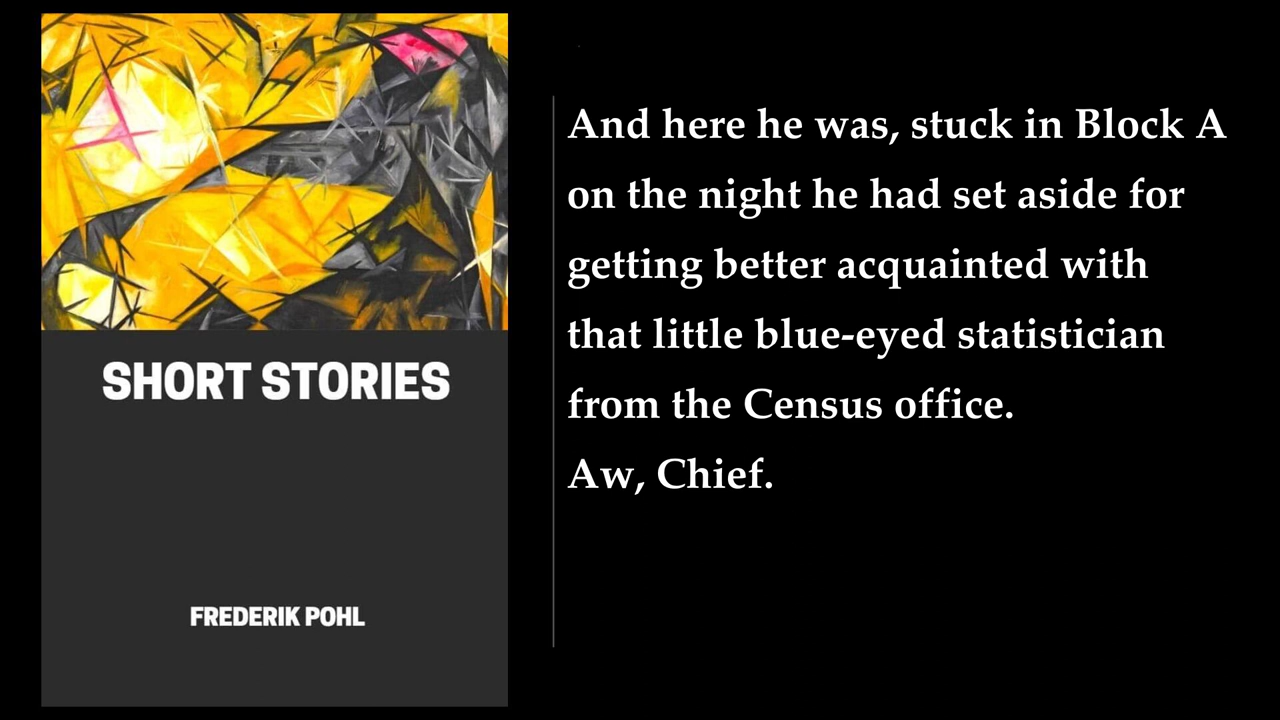 SHORT STORIES
FREDERIK POHL
And here he was, stuck in Block A
on the night he had set aside for
getting better acquainted with
that little blue-eyed statistician
from the Census office.
Aw, Chief.